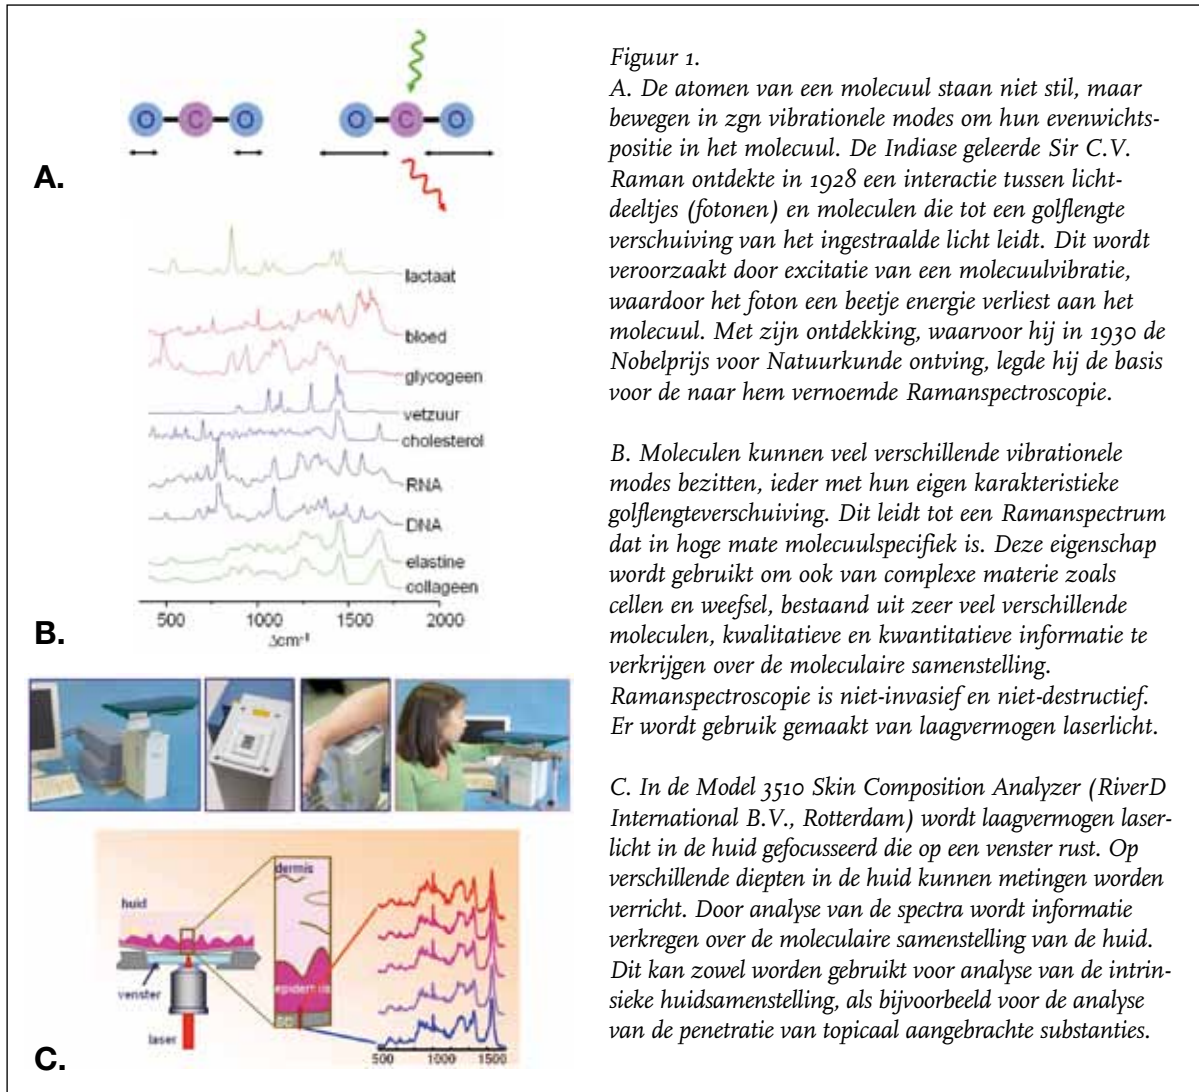 O C O O C O
A.
lactaat
bloed
glycogeen
vetzuur
cholesterol
RNA
DNA
elastine
collageen
500 1000 1500 2000
Δcm⁻¹
B.
dermis
huid
epidermis
SC
venster
laser
500 1000 1500
C.
Figuur 1.
A. De atomen van een molecuul staan niet stil, maar
bewegen in zgn vibrationele modes om hun evenwichts-
positie in het molecuul. De Indiase geleerde Sir C.V.
Raman ontdekte in 1928 een interactie tussen licht-
deeltjes (fotonen) en moleculen die tot een golflengte
verschuiving van het ingestraalde licht leidt. Dit wordt
veroorzaakt door excitatie van een molecuulvibratie,
waardoor het foton een beetje energie verliest aan het
molecuul. Met zijn ontdekking, waarvoor hij in 1930 de
Nobelprijs voor Natuurkunde ontving, legde hij de basis
voor de naar hem vernoemde Ramanspectroscopie.
B. Moleculen kunnen veel verschillende vibrationele
modes bezitten, ieder met hun eigen karakteristieke
golflengteverschuiving. Dit leidt tot een Ramanspectrum
dat in hoge mate molecuulspecifiek is. Deze eigenschap
wordt gebruikt om ook van complexe materie zoals
cellen en weefsel, bestaand uit zeer veel verschillende
moleculen, kwalitatieve en kwantitatieve informatie te
verkrijgen over de moleculaire samenstelling.
Ramanspectroscopie is niet-invasief en niet-destructief.
Er wordt gebruik gemaakt van laagvermogen laserlicht.
C. In de Model 3510 Skin Composition Analyzer (RiverD
International B.V., Rotterdam) wordt laagvermogen laser-
licht in de huid gefocusseerd die op een venster rust. Op
verschillende diepten in de huid kunnen metingen worden
verricht. Door analyse van de spectra wordt informatie
verkregen over de moleculaire samenstelling van de huid.
Dit kan zowel worden gebruikt voor analyse van de intrin-
sieke huidsamenstelling, als bijvoorbeeld voor de analyse
van de penetratie van topicaal aangebrachte substanties.